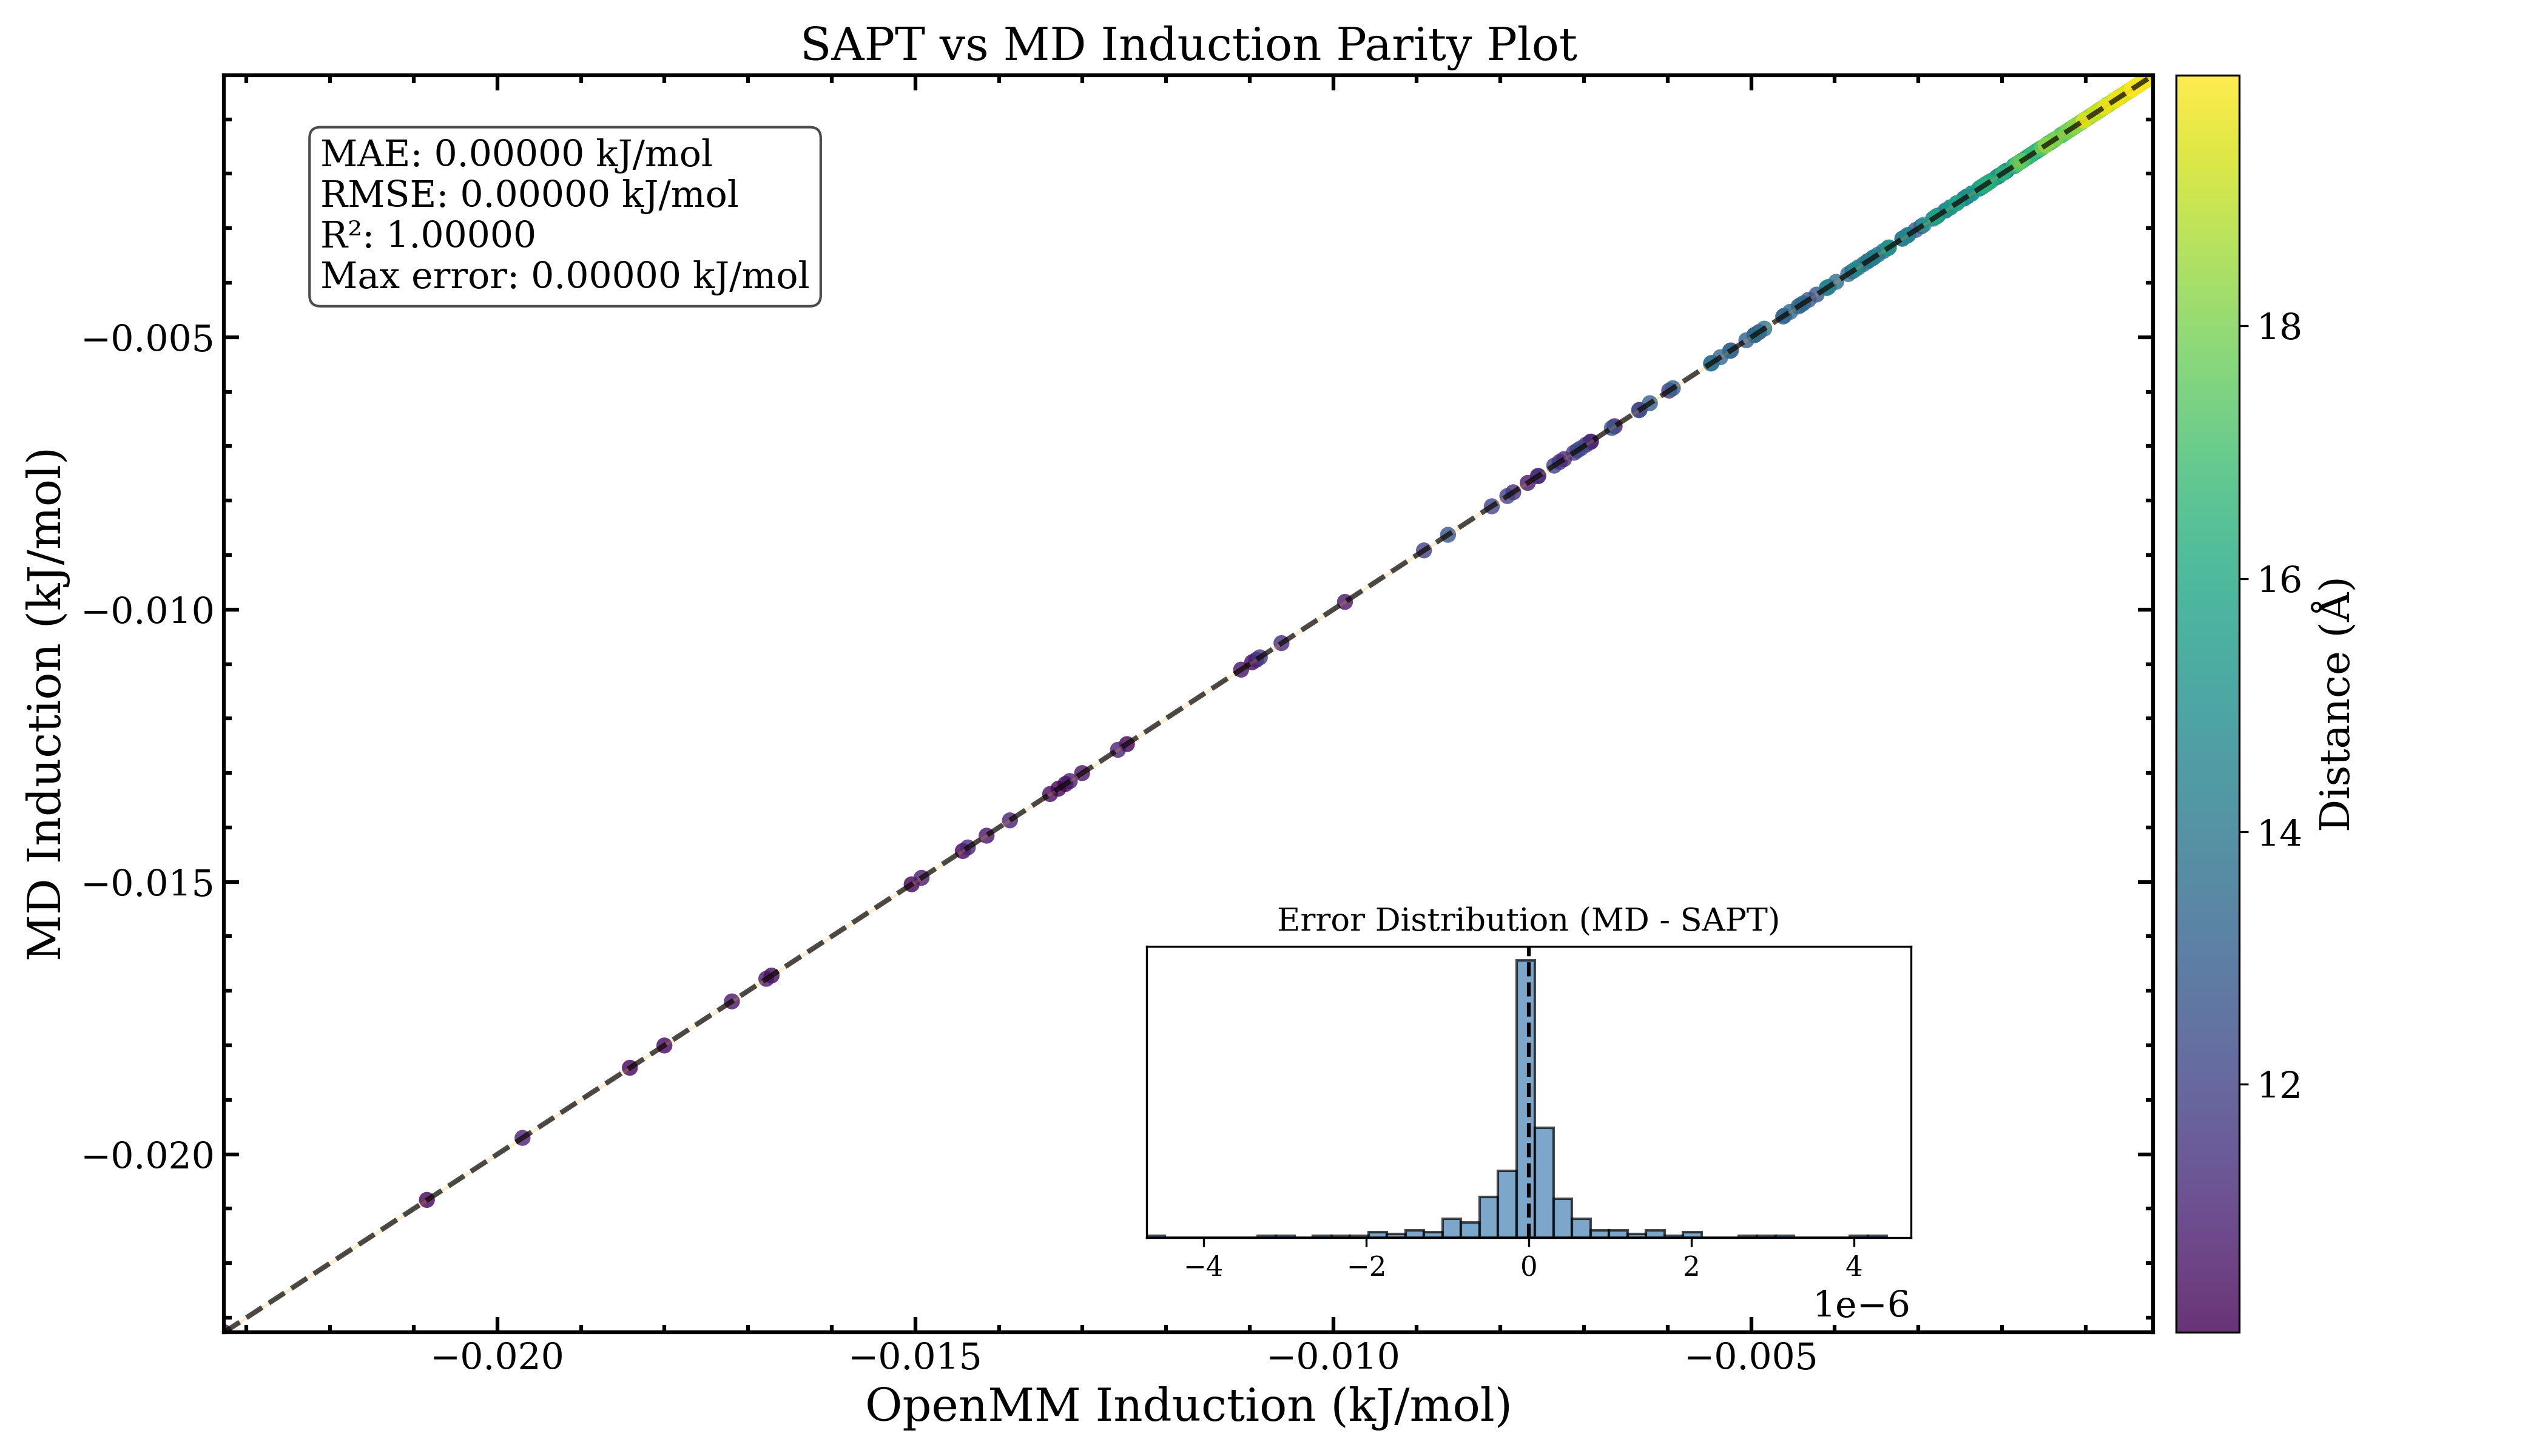 SAPT vs MD Induction Parity Plot
MAE: 0.00000 kJ/mol
RMSE: 0.00000 kJ/mol
R²: 1.00000
Max error: 0.00000 kJ/mol
MD Induction (kJ/mol)
−0.005
−0.010
−0.015
−0.020
Error Distribution (MD - SAPT)
−4
−2
0
2
4
1e−6
−0.020
−0.015
−0.010
−0.005
OpenMM Induction (kJ/mol)
18
16
14
12
Distance (Å)